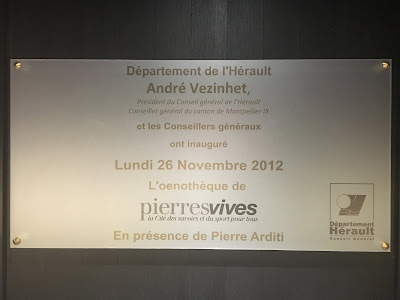 Département de l'Hérault
André Vezinhet,
Président du Conseil général de l'Hérault
Conseiller général du canton de Montpellier IX
et les Conseillers généraux
ont inauguré
Lundi 26 Novembre 2012
L'oenothèque de
pierresvives
la Cité des savoirs et du sport pour tous
En présence de Pierre Arditi
Département
Hérault
Conseil Général